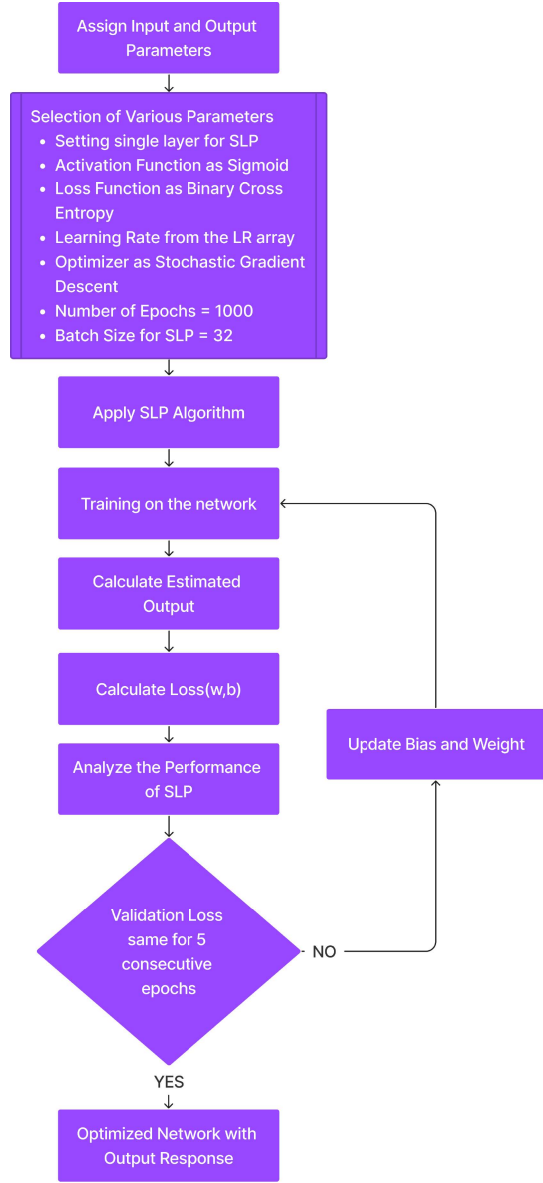 Assign Input and Output
Parameters
Selection of Various Parameters
• Setting single layer for SLP
• Activation Function as Sigmoid
• Loss Function as Binary Cross
Entropy
• Learning Rate from the LR array
• Optimizer as Stochastic Gradient
Descent
• Number of Epochs = 1000
• Batch Size for SLP = 32
Apply SLP Algorithm
Training on the network
Calculate Estimated
Output
Calculate Loss(w,b)
Update Bias and Weight
Analyze the Performance
of SLP
Validation Loss
same for 5
consecutive
epochs
NO
YES
Optimized Network with
Output Response